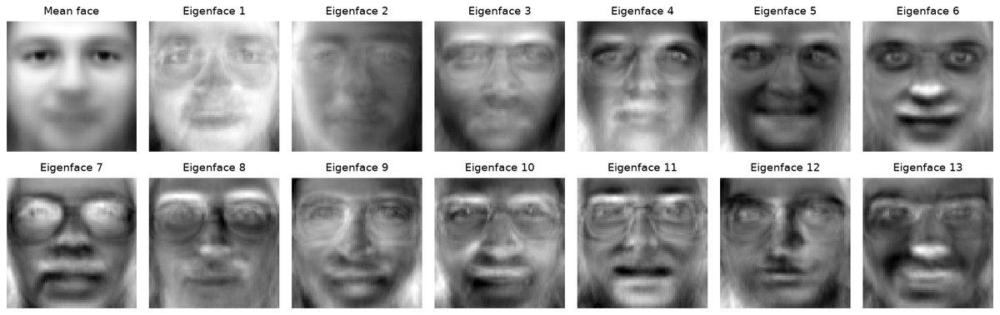 Mean face
Eigenface 1
Eigenface 2
Eigenface 3
Eigenface 4
Eigenface 5
Eigenface 6
Eigenface 7
Eigenface 8
Eigenface 9
Eigenface 10
Eigenface 11
Eigenface 12
Eigenface 13